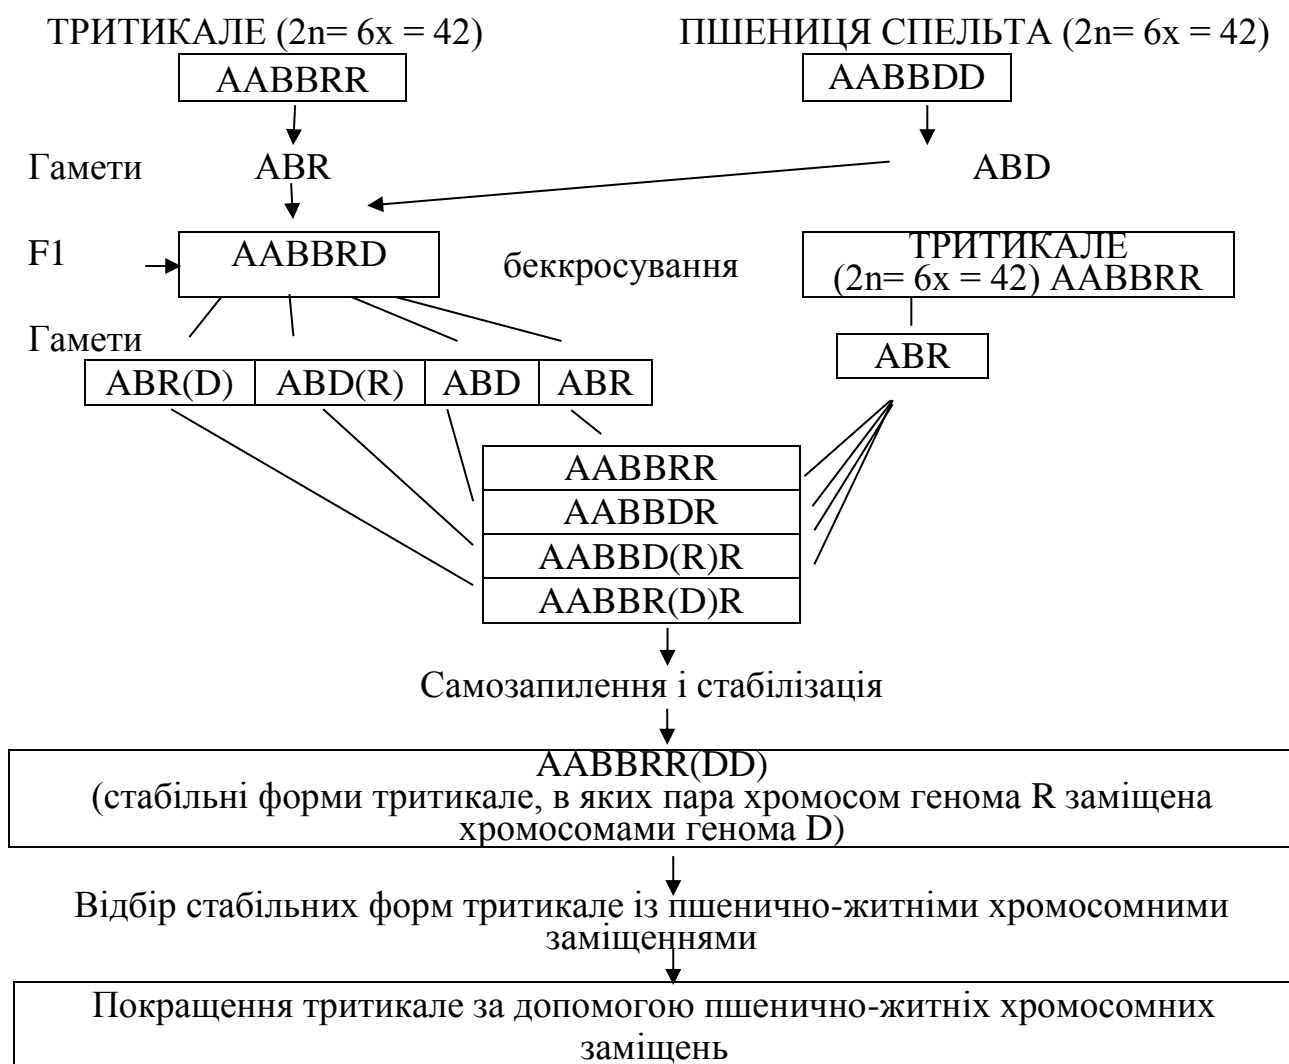 ТРИТИКАЛЕ (2n= 6x = 42)
ПШЕНИЦЯ СПЕЛЬТА (2n= 6x = 42)
AABBRR
AABBDD
Гамети
ABR
ABD
F1
AABBRD
беккросування
ТРИТИКАЛЕ
(2n= 6x = 42) AABBRR
Гамети
ABR
ABR(D)
ABD(R)
ABD
ABR
AABBRR
AABBDR
AABBD(R)R
AABBR(D)R
Самозапилення і стабілізація
AABBRR(DD)
(стабільні форми тритикале, в яких пара хромосом генома R заміщена
хромосомами генома D)
Відбір стабільних форм тритикале із пшенично-житніми хромосомними
заміщеннями
Покращення тритикале за допомогою пшенично-житніх хромосомних
заміщень